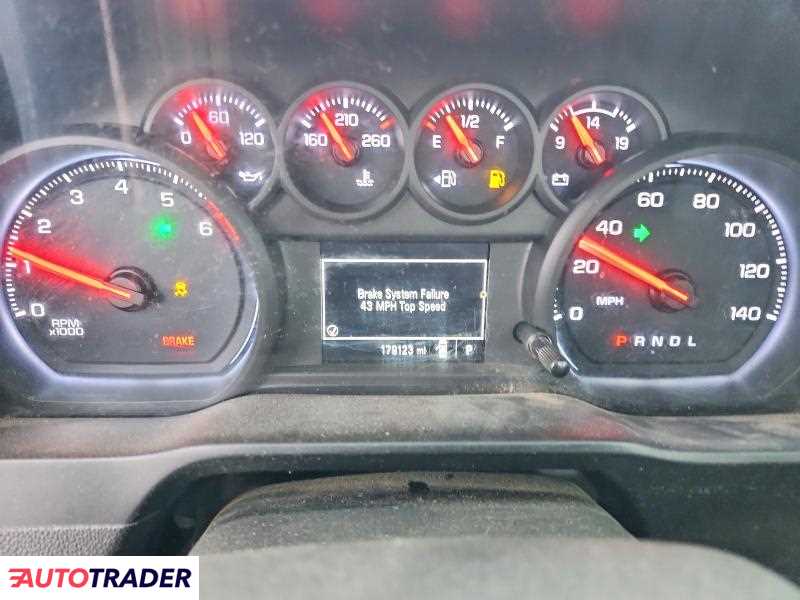 0 60 120
160 210 260
E 1/2 F
9 14 19
0 1 2 3 4 5 6
RPM
x1000
BRAKE
Brake System Failure
43 MPH Top Speed
179123 mi
P
0 20 40 60 80 100 120 140
MPH
PRNDL
AUTOTRADER